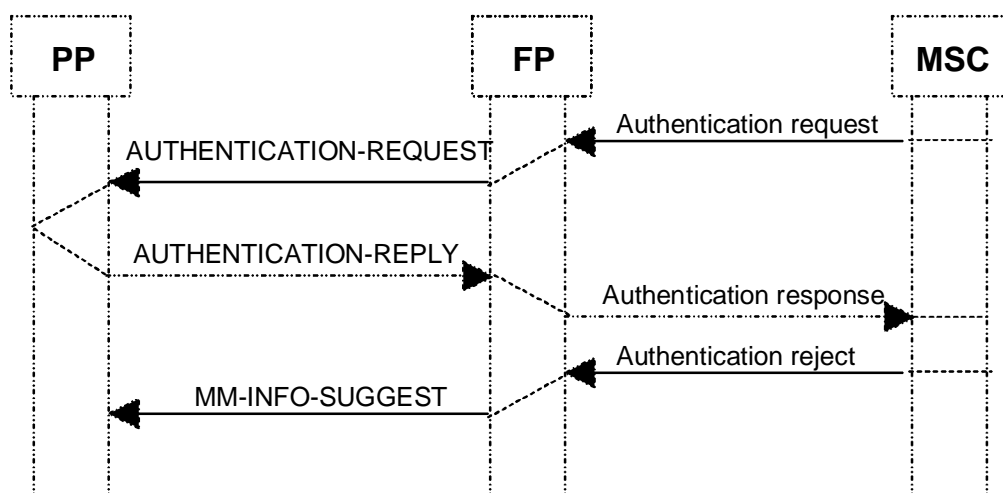 PP
FP
MSC
Authentication request
AUTHENTICATION-REQUEST
AUTHENTICATION-REPLY
Authentication response
Authentication reject
MM-INFO-SUGGEST